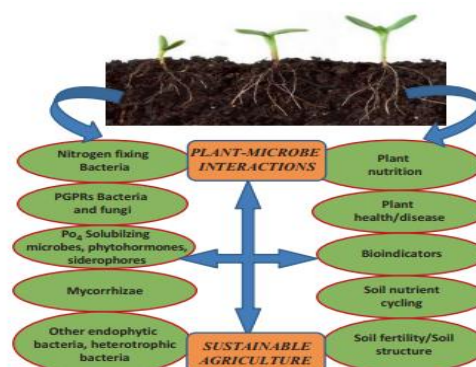 Nitrogen fixing
Bacteria
PGPRs Bacteria
and fungi
Po4 Solubilzing
microbes, phytohormones,
siderophores
Mycorrhizae
Other endophytic
bacteria, heterotrophic
bacteria
PLANT-MICROBE
INTERACTIONS
SUSTAINABLE
AGRICULTURE
Plant
nutrition
Plant
health/disease
Bioindicators
Soil nutrient
cycling
Soil fertility/Soil
structure